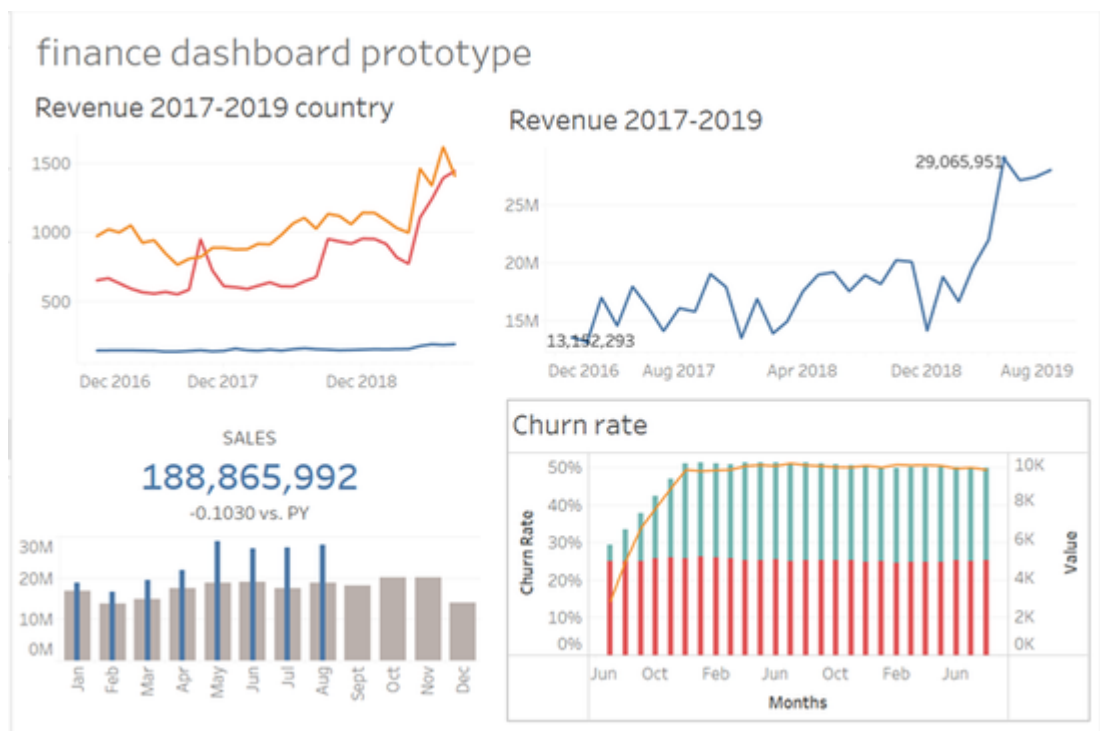 finance dashboard prototype
Revenue 2017-2019 country
1500
1000
500
Dec 2016 Dec 2017 Dec 2018
Revenue 2017-2019
29,065,951
25M
20M
15M
13,152,293
Dec 2016 Aug 2017 Apr 2018 Dec 2018 Aug 2019
SALES
188,865,992
-0.1030 vs. PY
30M
20M
10M
0M
Jan Feb Mar Apr May Jun Jul Aug Sept Oct Nov Dec
Churn rate
Churn Rate
50%
40%
30%
20%
10%
0%
10K
8K
6K
4K
2K
0K
Value
Jun Oct Feb Jun Oct Feb Jun
Months